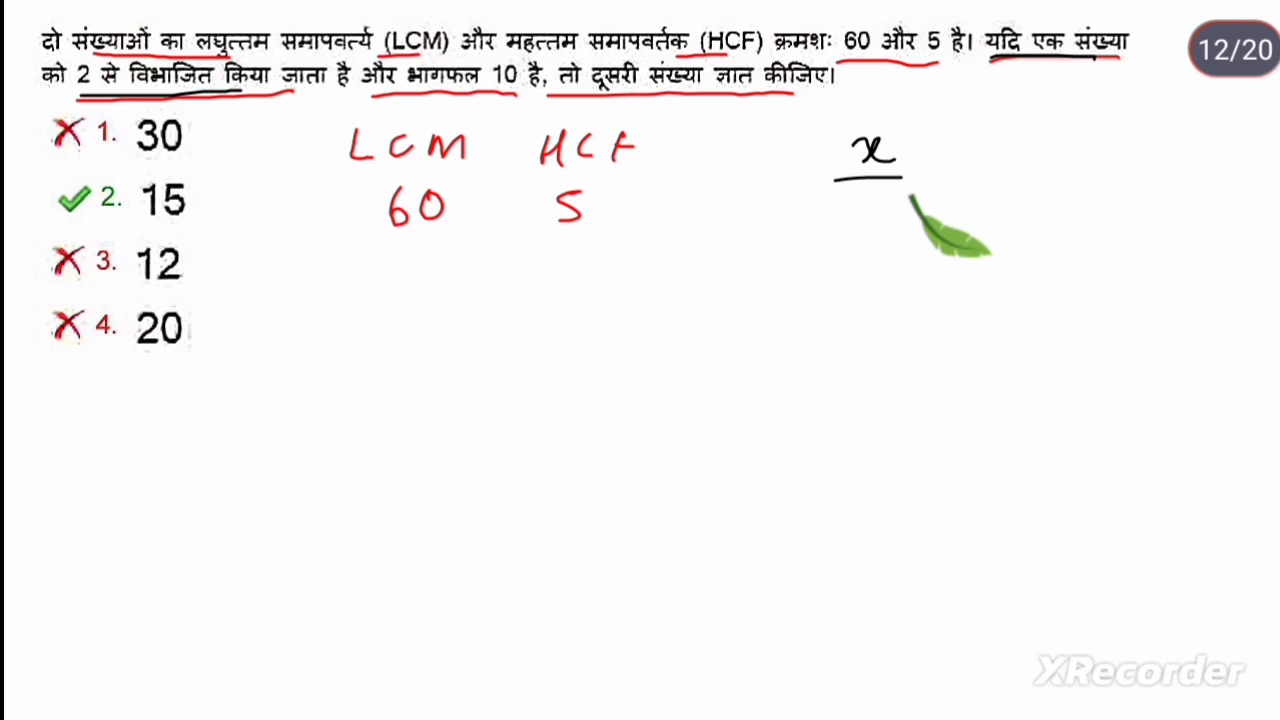 दो संख्याओं का लघुत्तम समापवर्त्य (LCM) और महत्तम समापवर्तक (HCF) क्रमशः 60 और 5 है। यदि एक संख्या
12/20
को 2 से विभाजित किया जाता है और भागफल 10 है, तो दूसरी संख्या ज्ञात कीजिए।
1. 30
LCM HCF
x
2. 15
60 5
3. 12
4. 20
XRecorder